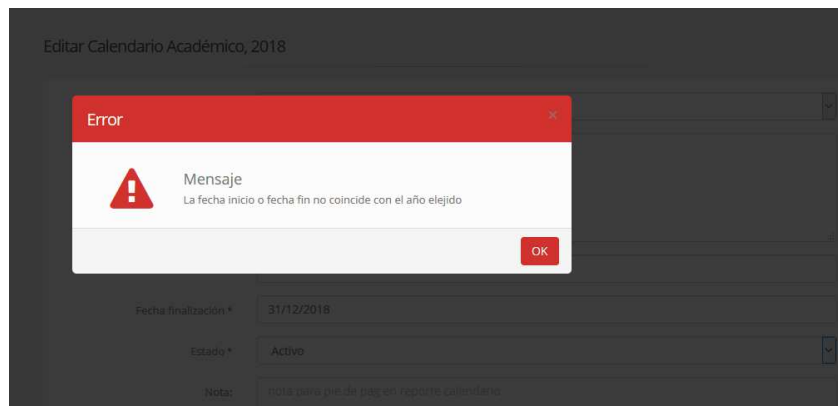 Editar Calendario Académico, 2018
Error
×
Mensaje
La fecha inicio o fecha fin no coincide con el año elejido
OK
Fecha finalización *
31/12/2018
Estado *
Activo
Nota:
nota para pie de pag en reporte calendario